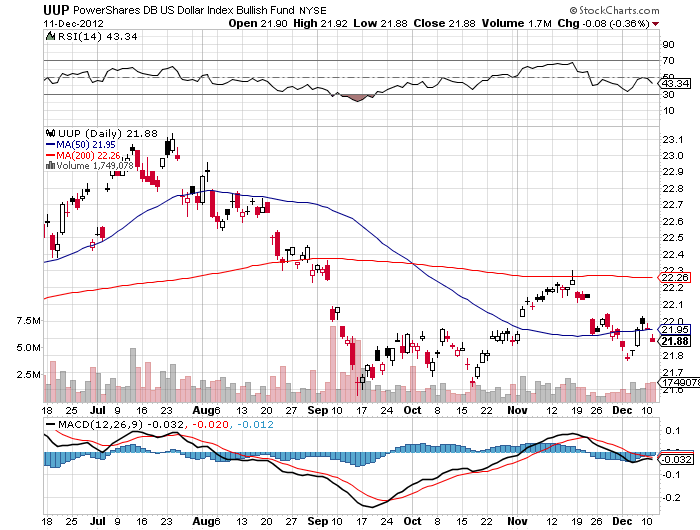 UUP PowerShares DB US Dollar Index Bullish Fund NYSE © StockCharts.com
11-Dec-2012 Open 21.90 High 21.92 Low 21.88 Close 21.88 Volume 1.7M Chg -0.08 (-0.36%)
RSI(14) 43.34
90
70
50
43.34
30
10
UUP (Daily) 21.88
MA(50) 21.95
MA(200) 22.26
Volume 1,749,078
23.1
23.0
22.9
22.8
22.7
22.6
22.5
22.4
22.3
22.26
22.2
22.1
22.0
21.95
21.88
21.7
21.6
7.5M
5.0M
2.5M
1749078
18 25 Jul 9 16 23 Aug 6 13 20 27 Sep 10 17 24 Oct 8 15 22 Nov 12 19 26 Dec 10
MACD(12,26,9) -0.032, -0.020, -0.012
0.1
0.0
-0.032
-0.1
-0.2
18 25 Jul 9 16 23 Aug 6 13 20 27 Sep 10 17 24 Oct 8 15 22 Nov 12 19 26 Dec 10